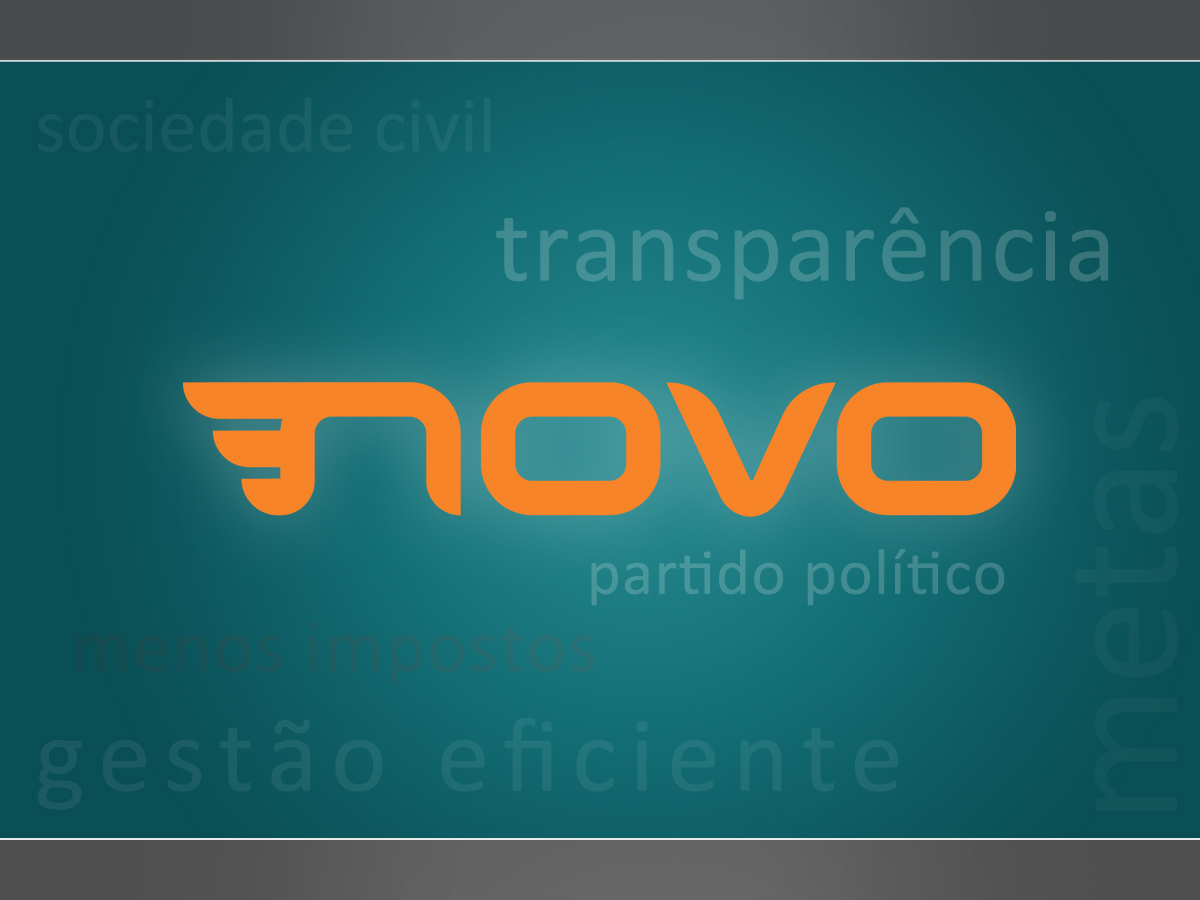 sociedade civil
transparência
novo
partido político
metas
menos impostos
gestão eficiente